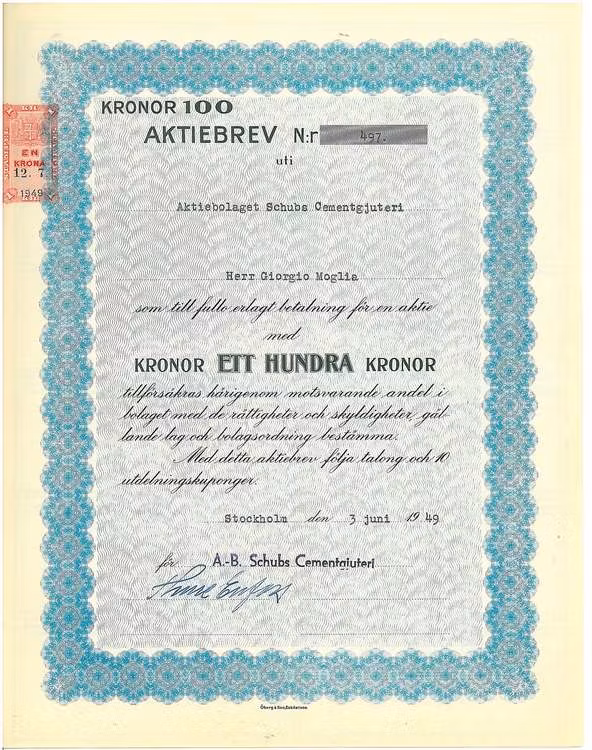 KRONOR 100
AKTIEBREV N:r 497.
uti
Aktiebolaget Schubs Cementgjuteri
Herr Giorgio Moglia
som till fullo erlagt betalning för en aktie
med
KRONOR ETT HUNDRA KRONOR
tillförsäkras härigenom motsvarande andel i
bolaget med de rättigheter och skyldigheter, gäl-
lande lag och bolagsordning bestämma.
Med detta aktiebrev följa talong och 10
utdelningskuponger.
Stockholm den 3 juni 1949
för A.-B. Schubs Cementgjuteri
EN
KRONA
12. 7
1949
Öberg & Son, Eskilstuna